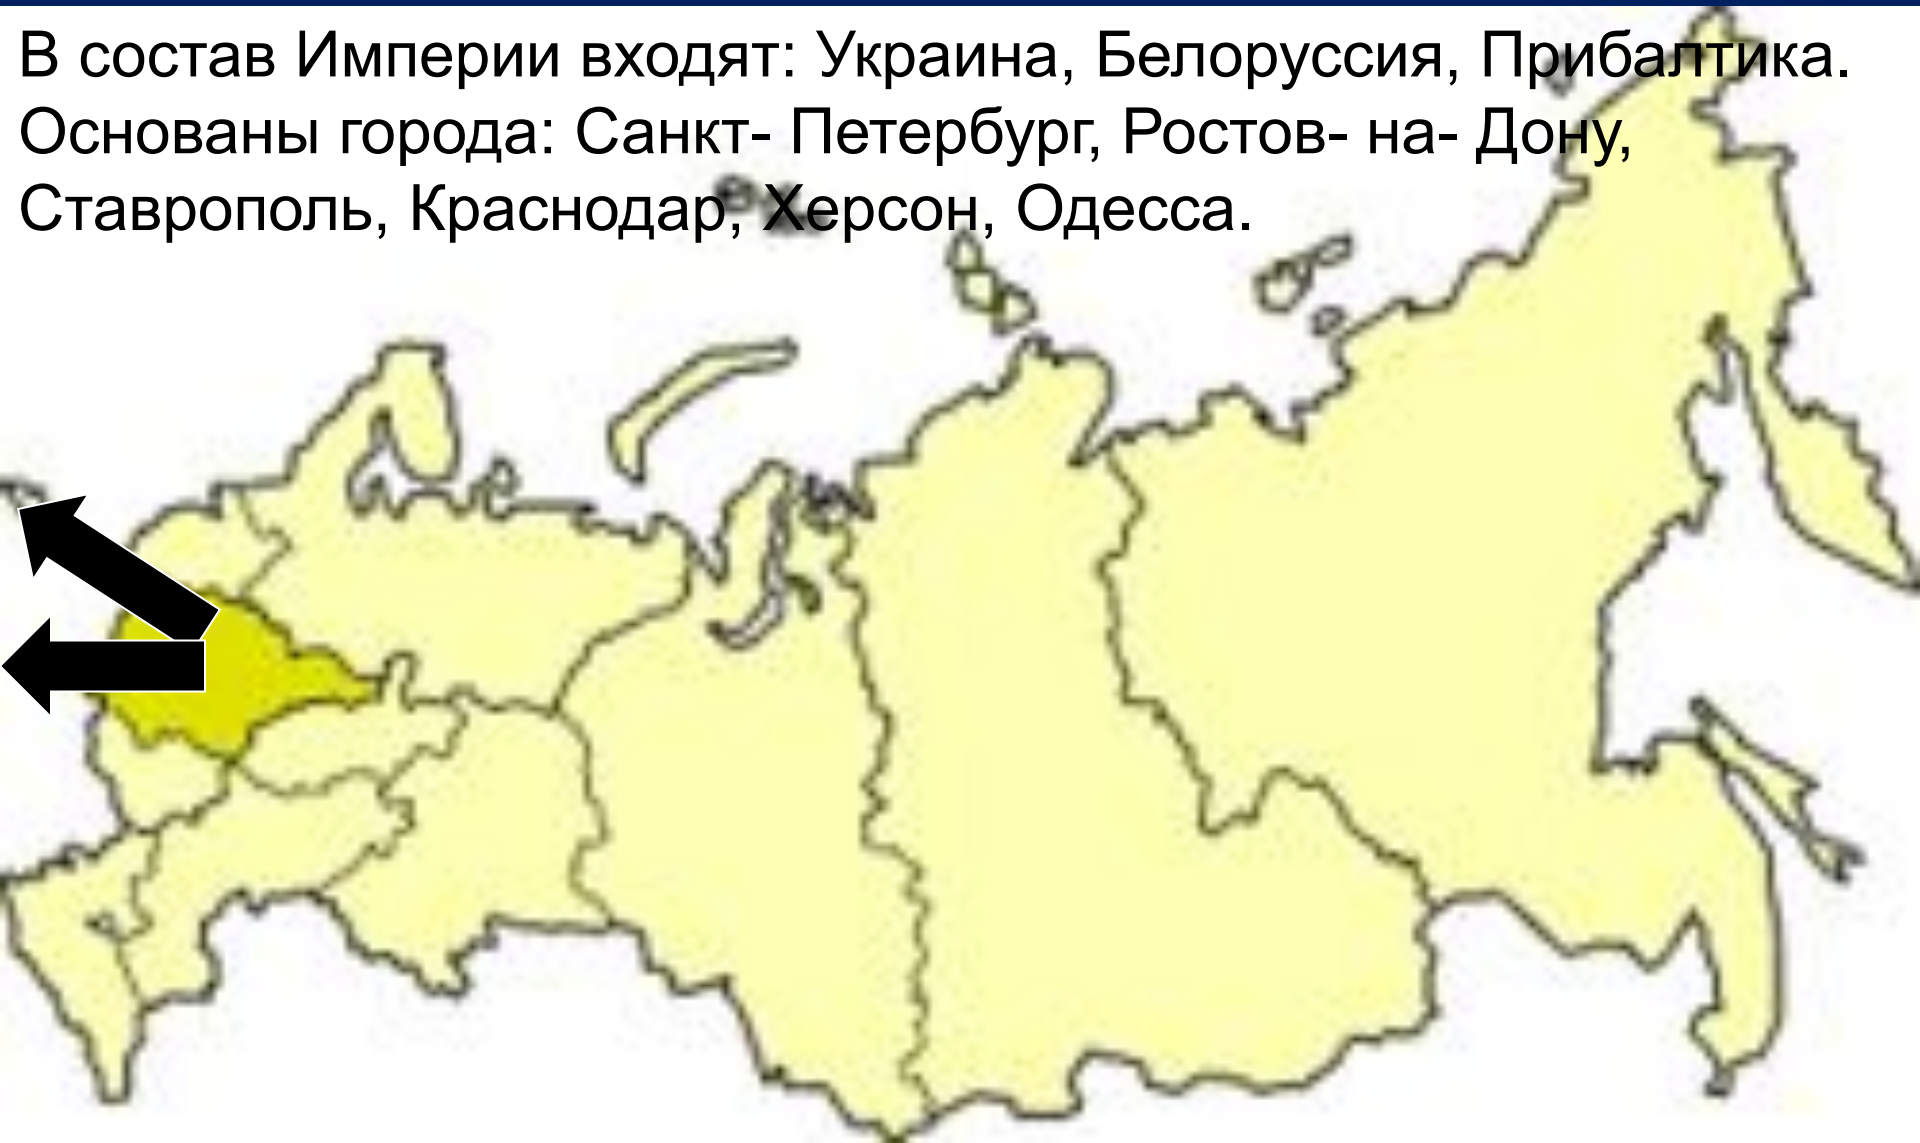 В состав Империи входят: Украина, Белоруссия, Прибалтика.
Основаны города: Санкт- Петербург, Ростов- на- Дону,
Ставрополь, Краснодар, Херсон, Одесса.